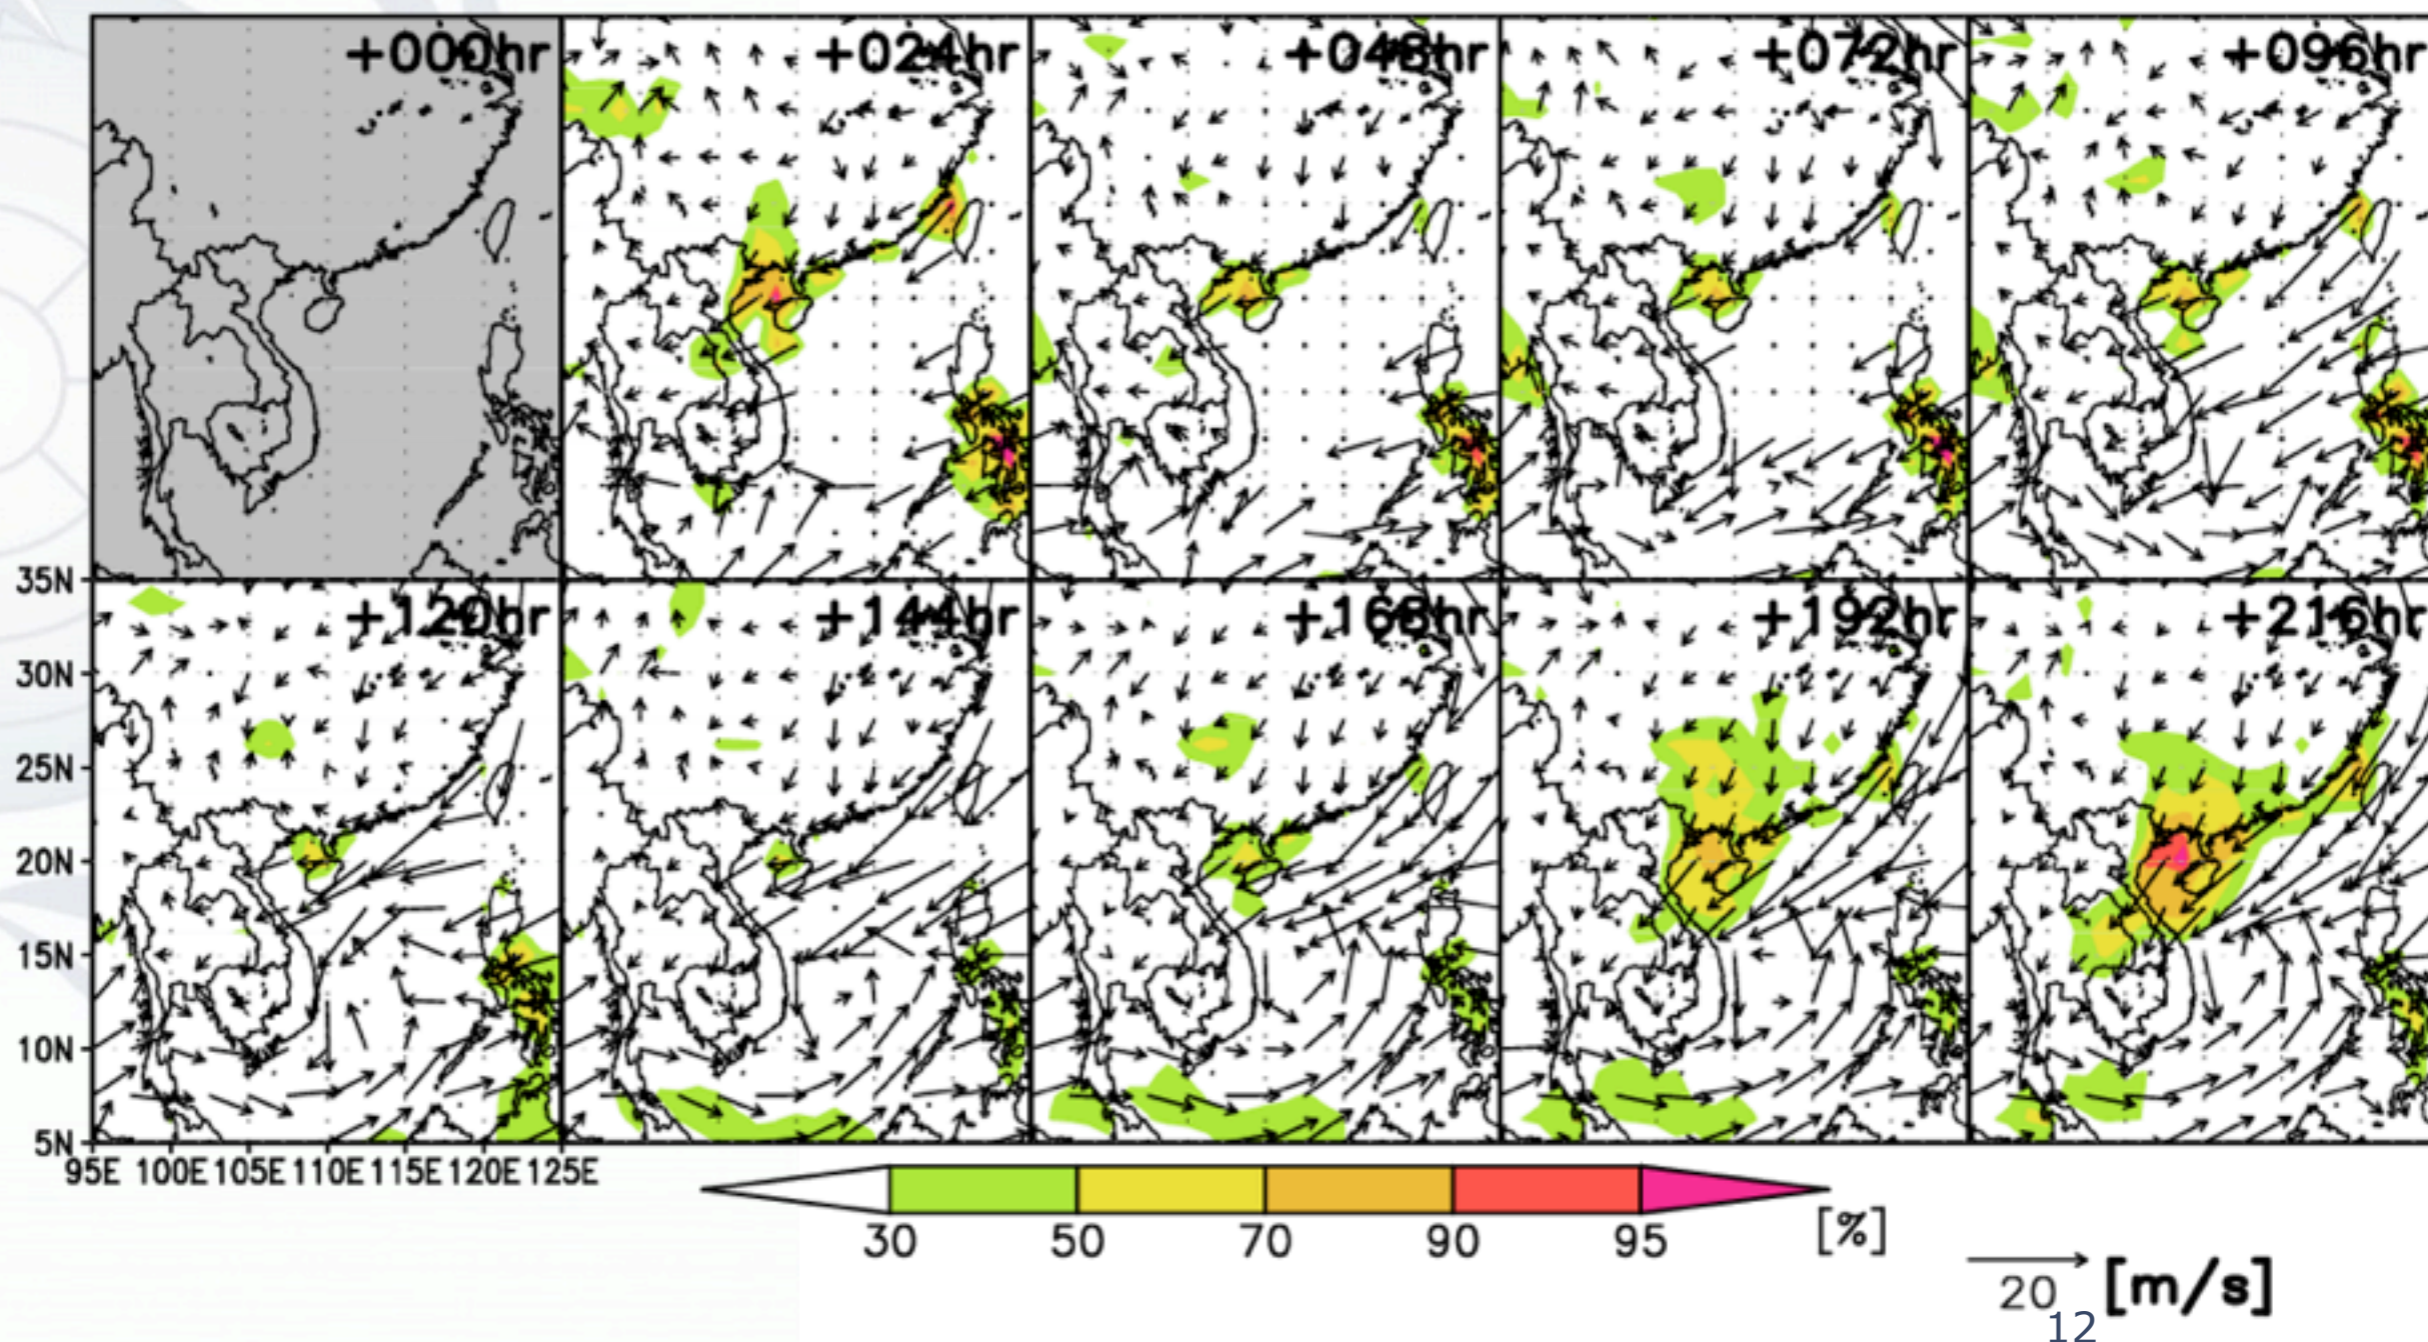 +000hr +024hr +048hr +072hr +096hr
35N
+120hr +144hr +168hr +192hr +216hr
30N
25N
20N
15N
10N
5N
95E 100E 105E 110E 115E 120E 125E
30 50 70 90 95 [%]
20 [m/s]
12